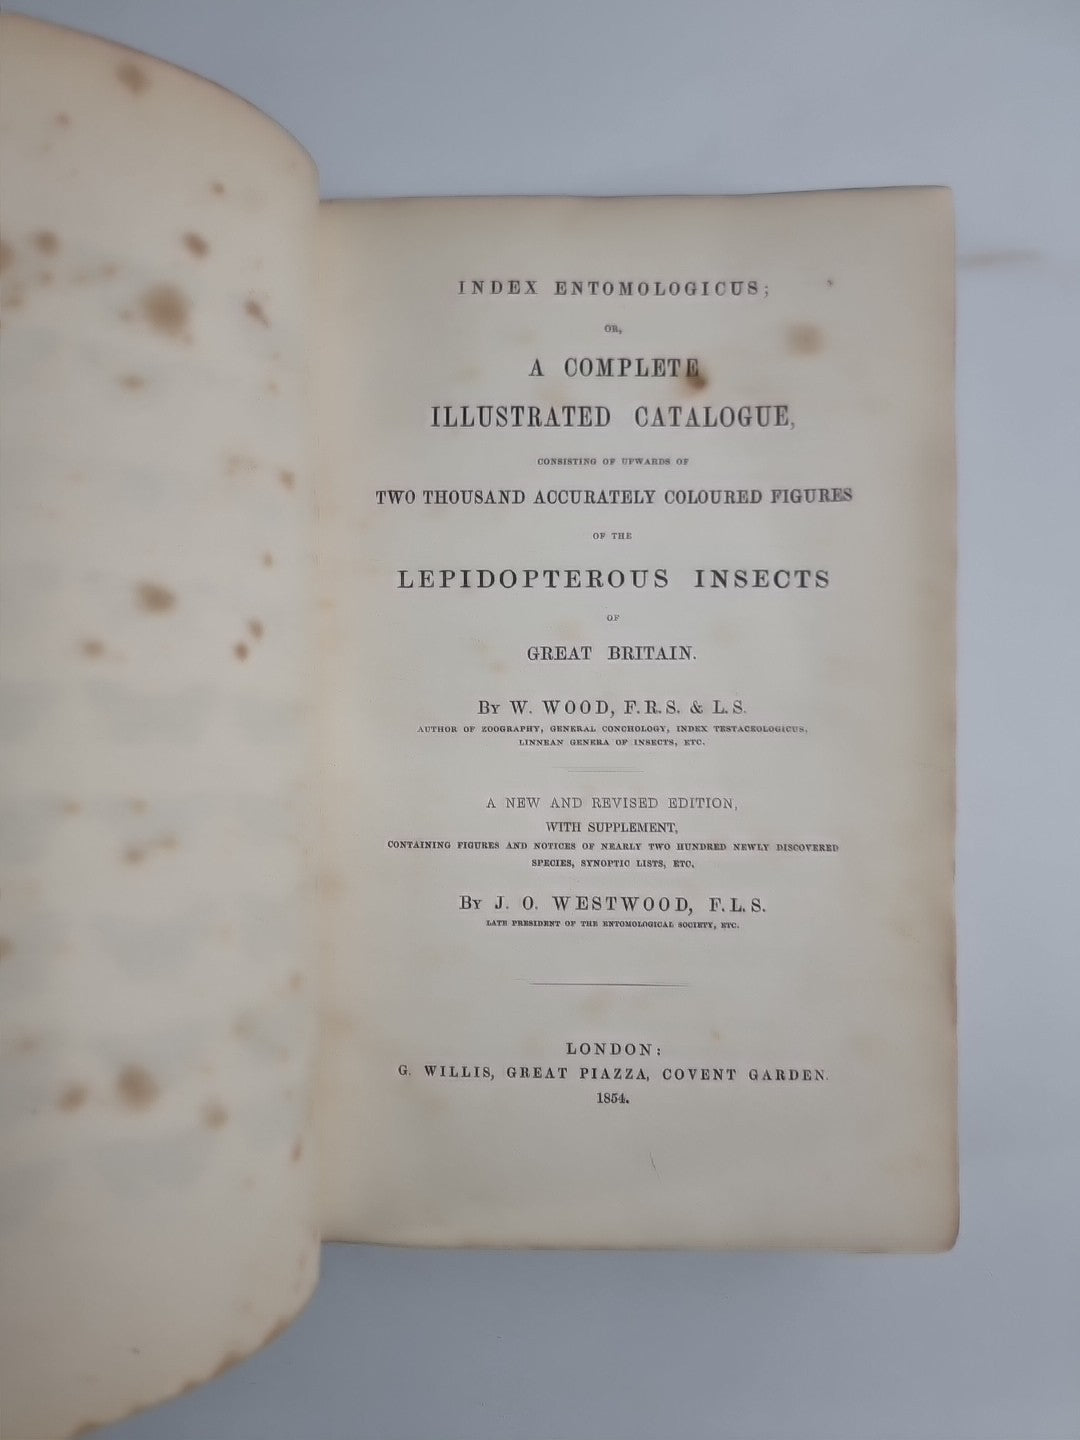 INDEX ENTOMOLOGICUS;
OR,
A COMPLETE
ILLUSTRATED CATALOGUE,
CONSISTING OF UPWARDS OF
TWO THOUSAND ACCURATELY COLOURED FIGURES
OF THE
LEPIDOPTEROUS INSECTS
OF
GREAT BRITAIN.
By W. WOOD, F.R.S. & L.S.
AUTHOR OF ZOOGRAPHY, GENERAL CONCHOLOGY, INDEX TESTACEOLOGICUS,
LINNEAN GENERA OF INSECTS, ETC.
A NEW AND REVISED EDITION,
WITH SUPPLEMENT,
CONTAINING FIGURES AND NOTICES OF NEARLY TWO HUNDRED NEWLY DISCOVERED
SPECIES, SYNOPTIC LISTS, ETC.
By J. O. WESTWOOD, F.L.S.
LATE PRESIDENT OF THE ENTOMOLOGICAL SOCIETY, ETC.
LONDON:
G. WILLIS, GREAT PIAZZA, COVENT GARDEN.
1854.